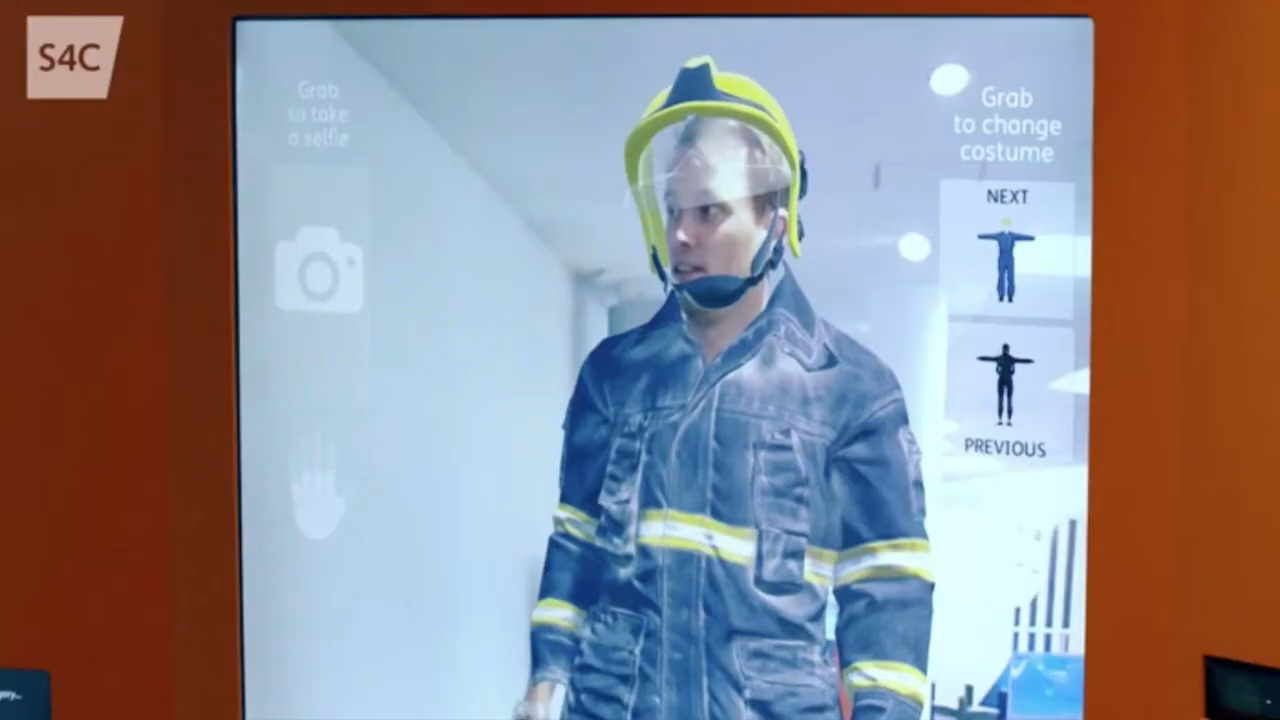 S4C
Grab
to take
a selfie
Grab
to change
costume
NEXT
PREVIOUS